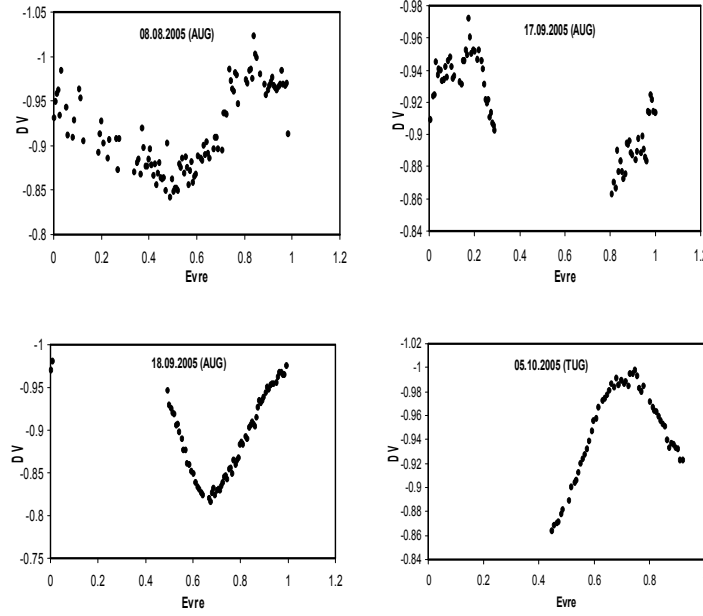 08.08.2005 (AUG)
-1.05
-1
-0.95
-0.9
-0.85
-0.8
D V
0 0.2 0.4 0.6 0.8 1 1.2
Evre
17.09.2005 (AUG)
-0.98
-0.96
-0.94
-0.92
-0.9
-0.88
-0.86
-0.84
D V
0 0.2 0.4 0.6 0.8 1 1.2
Evre
18.09.2005 (AUG)
-1
-0.95
-0.9
-0.85
-0.8
-0.75
D V
0 0.2 0.4 0.6 0.8 1 1.2
Evre
05.10.2005 (TUG)
-1.02
-1
-0.98
-0.96
-0.94
-0.92
-0.9
-0.88
-0.86
-0.84
D V
0 0.2 0.4 0.6 0.8
Evre